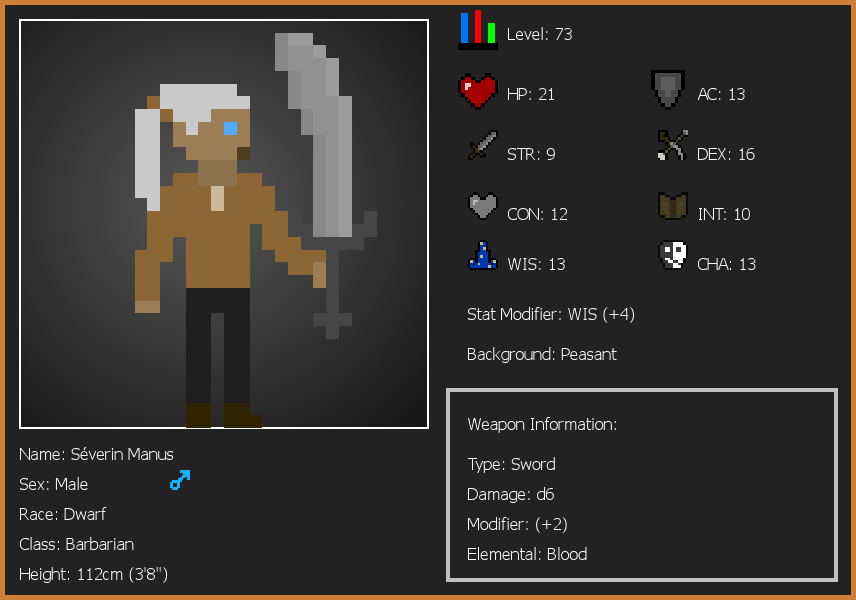 Level: 73
HP: 21
AC: 13
STR: 9
DEX: 16
CON: 12
INT: 10
WIS: 13
CHA: 13
Stat Modifier: WIS (+4)
Background: Peasant
Weapon Information:
Type: Sword
Damage: d6
Modifier: (+2)
Elemental: Blood
Name: Séverin Manus
Sex: Male
Race: Dwarf
Class: Barbarian
Height: 112cm (3'8")